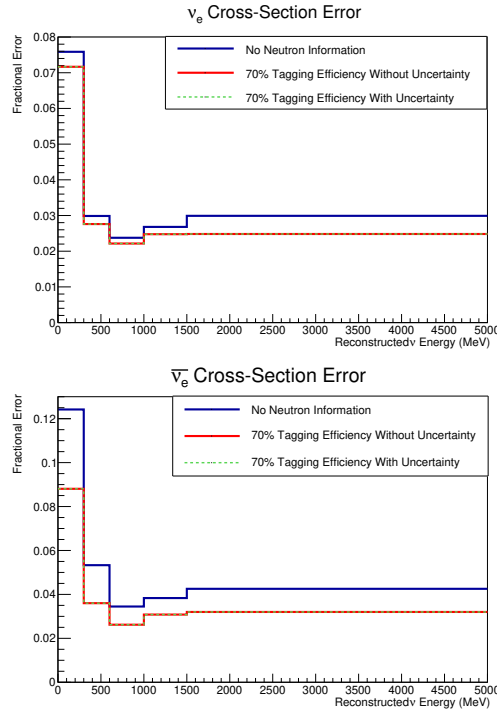 νe Cross-Section Error
Fractional Error
0.08
0.07
0.06
0.05
0.04
0.03
0.02
0.01
0
No Neutron Information
70% Tagging Efficiency Without Uncertainty
70% Tagging Efficiency With Uncertainty
0 500 1000 1500 2000 2500 3000 3500 4000 4500 5000
Reconstructedν Energy (MeV)
ν̅e Cross-Section Error
Fractional Error
0.12
0.1
0.08
0.06
0.04
0.02
0
No Neutron Information
70% Tagging Efficiency Without Uncertainty
70% Tagging Efficiency With Uncertainty
0 500 1000 1500 2000 2500 3000 3500 4000 4500 5000
Reconstructedν Energy (MeV)